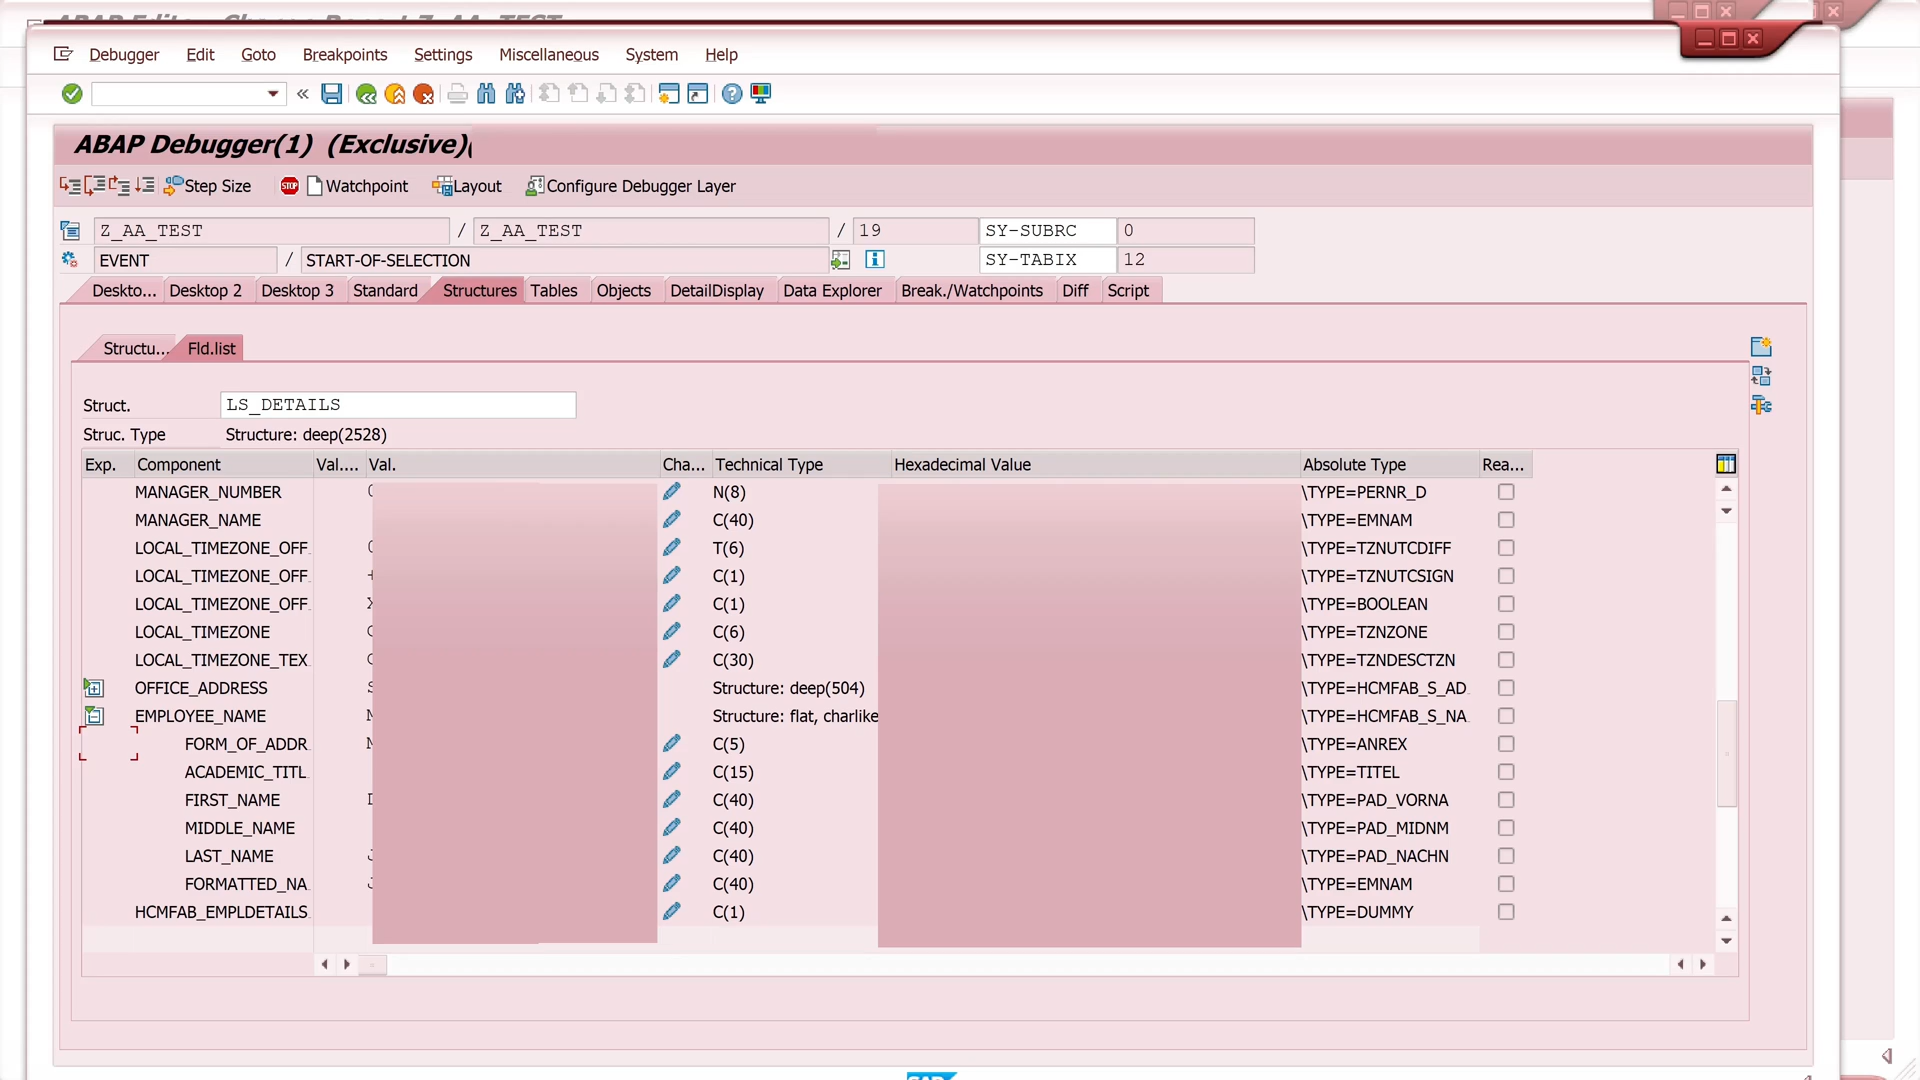 Debugger Edit Goto Breakpoints Settings Miscellaneous System Help
ABAP Debugger(1) (Exclusive)(
Step Size STOP Watchpoint Layout Configure Debugger Layer
Z_AA_TEST / Z_AA_TEST / 19 SY-SUBRC 0
EVENT / START-OF-SELECTION SY-TABIX 12
Deskto... Desktop 2 Desktop 3 Standard Structures Tables Objects DetailDisplay Data Explorer Break./Watchpoints Diff Script
Structu... Fld.list
Struct. LS_DETAILS
Struc. Type Structure: deep(2528)
Exp. Component Val.... Val. Cha... Technical Type Hexadecimal Value Absolute Type Rea...
MANAGER_NUMBER N(8) \TYPE=PERNR_D
MANAGER_NAME C(40) \TYPE=EMNAM
LOCAL_TIMEZONE_OFF T(6) \TYPE=TZNUTCDIFF
LOCAL_TIMEZONE_OFF + C(1) \TYPE=TZNUTCSIGN
LOCAL_TIMEZONE_OFF X C(1) \TYPE=BOOLEAN
LOCAL_TIMEZONE C(6) \TYPE=TZNZONE
LOCAL_TIMEZONE_TEX C(30) \TYPE=TZNDESCTZN
OFFICE_ADDRESS Structure: deep(504) \TYPE=HCMFAB_S_AD
EMPLOYEE_NAME Structure: flat, charlike \TYPE=HCMFAB_S_NA
FORM_OF_ADDR C(5) \TYPE=ANREX
ACADEMIC_TITL C(15) \TYPE=TITEL
FIRST_NAME C(40) \TYPE=PAD_VORNA
MIDDLE_NAME C(40) \TYPE=PAD_MIDNM
LAST_NAME C(40) \TYPE=PAD_NACHN
FORMATTED_NA C(40) \TYPE=EMNAM
HCMFAB_EMPLDETAILS C(1) \TYPE=DUMMY